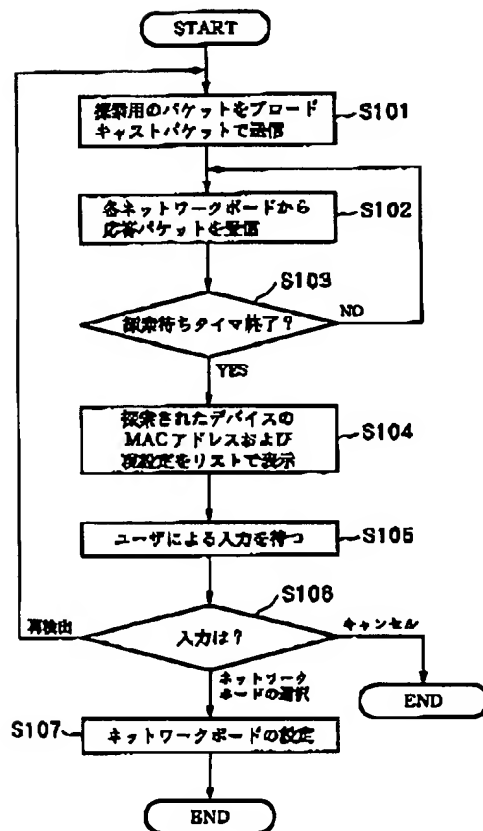 START
探索用のパケットをブロード
キャストパケットで送信
S101
各ネットワークボードから
応答パケットを受信
S102
S103
探索待ちタイマ終了?
NO
YES
探索されたデバイスの
MACアドレスおよび
現設定をリストで表示
S104
ユーザによる入力を待つ
S105
S106
再検出
入力は?
キャンセル
ネットワーク
ボードの選択
END
S107
ネットワークボードの設定
END